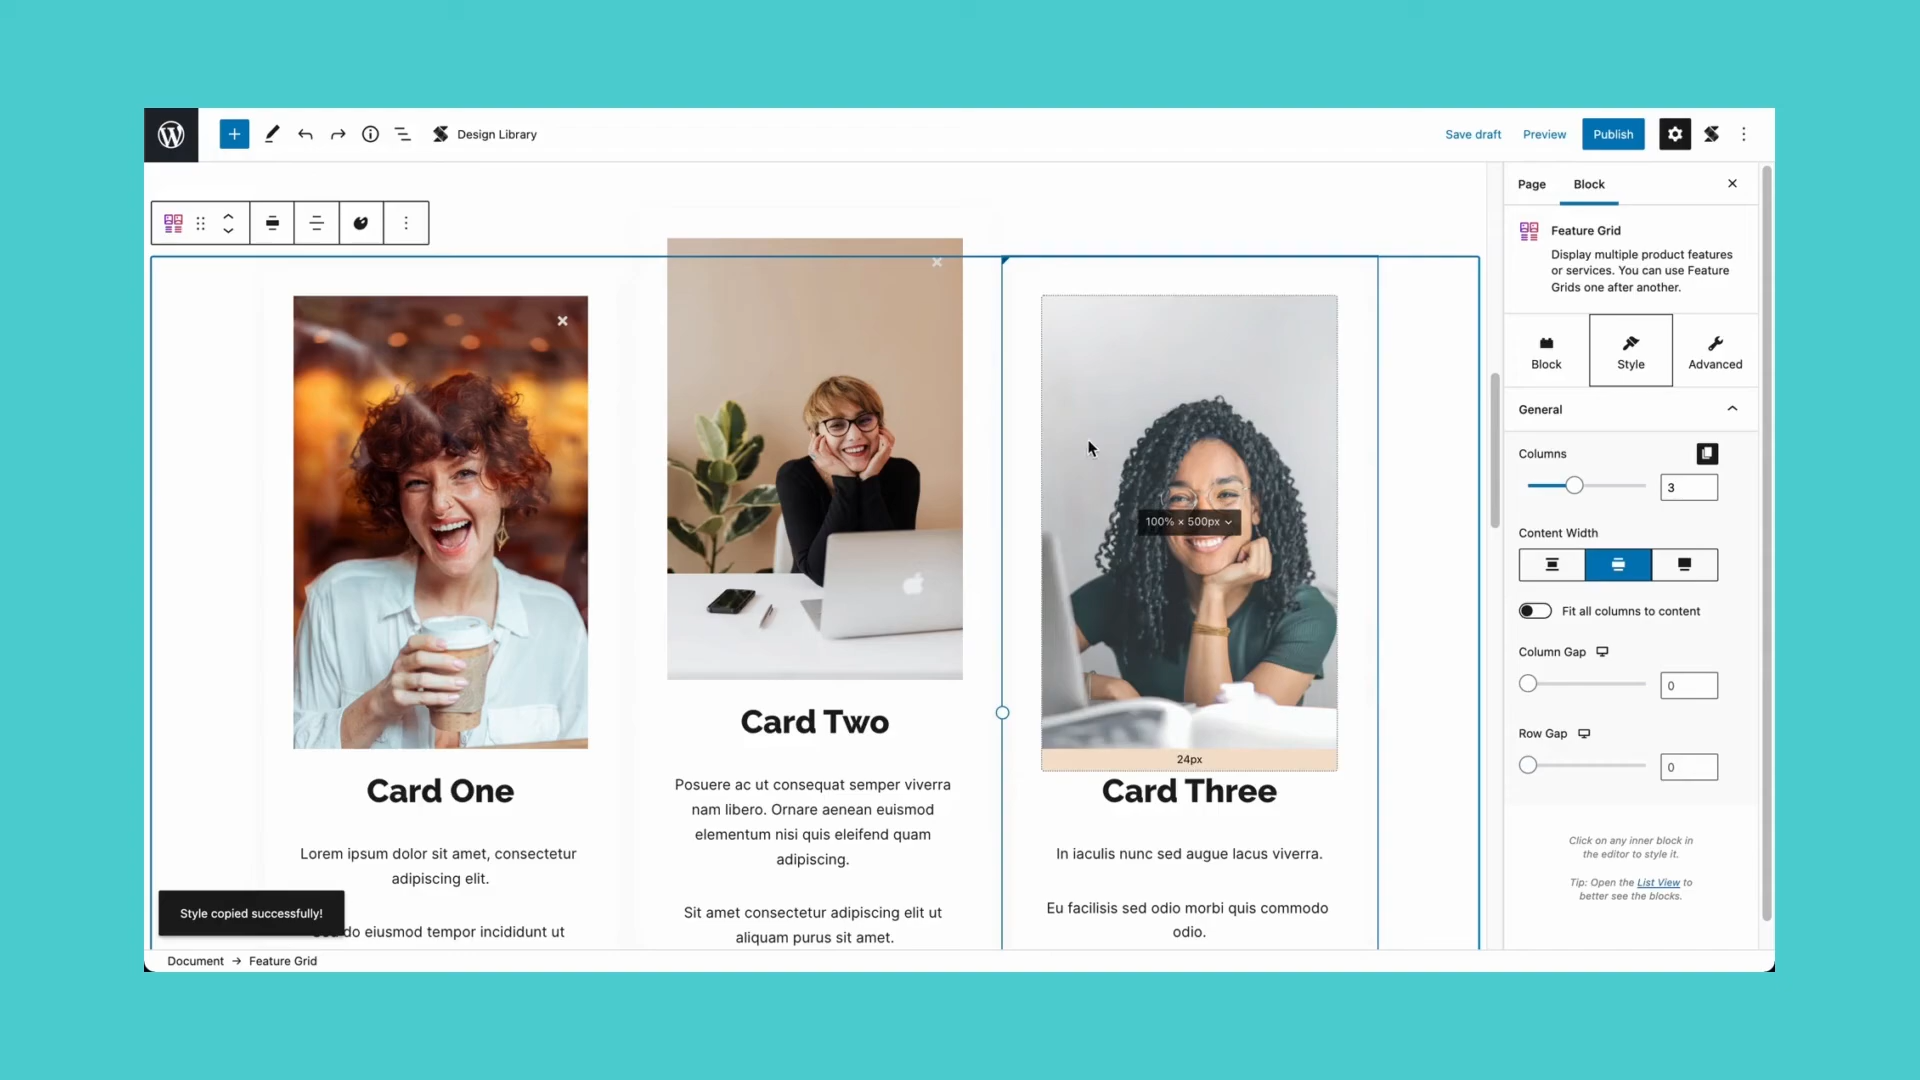 Design Library
Save draft
Preview
Publish
Page
Block
Feature Grid
Display multiple product features
or services. You can use Feature
Grids one after another.
Block
Style
Advanced
General
Columns
3
Content Width
Fit all columns to content
Column Gap
0
Row Gap
0
Click on any inner block in
the editor to style it.
Tip: Open the List View to
better see the blocks.
Card One
Lorem ipsum dolor sit amet, consectetur
adipiscing elit.
do eiusmod tempor incididunt ut
Card Two
Posuere ac ut consequat semper viverra
nam libero. Ornare aenean euismod
elementum nisi quis eleifend quam
adipiscing.
Sit amet consectetur adipiscing elit ut
aliquam purus sit amet.
100% × 500px
24px
Card Three
In iaculis nunc sed augue lacus viverra.
Eu facilisis sed odio morbi quis commodo
odio.
Style copied successfully!
Document → Feature Grid